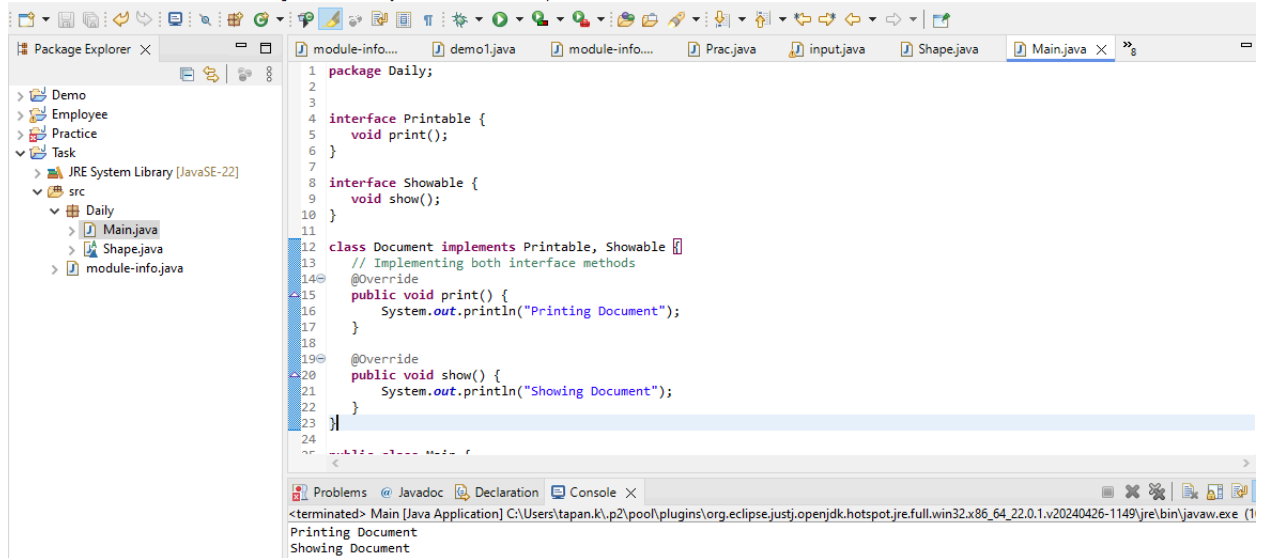 Package Explorer
Demo
Employee
Practice
Task
JRE System Library [JavaSE-22]
src
Daily
Main.java
Shape.java
module-info.java
module-info.... demo1.java module-info.... Prac.java input.java Shape.java Main.java »8
1 package Daily;
2
3
4 interface Printable {
5 void print();
6 }
7
8 interface Showable {
9 void show();
10 }
11
12 class Document implements Printable, Showable {
13 // Implementing both interface methods
14 @Override
15 public void print() {
16 System.out.println("Printing Document");
17 }
18
19 @Override
20 public void show() {
21 System.out.println("Showing Document");
22 }
23 }
24
25 public class Main {
Problems @ Javadoc Declaration Console
<terminated> Main [Java Application] C:\Users\tapan.k\.p2\pool\plugins\org.eclipse.justj.openjdk.hotspot.jre.full.win32.x86_64_22.0.1.v20240426-1149\jre\bin\javaw.exe (1
Printing Document
Showing Document